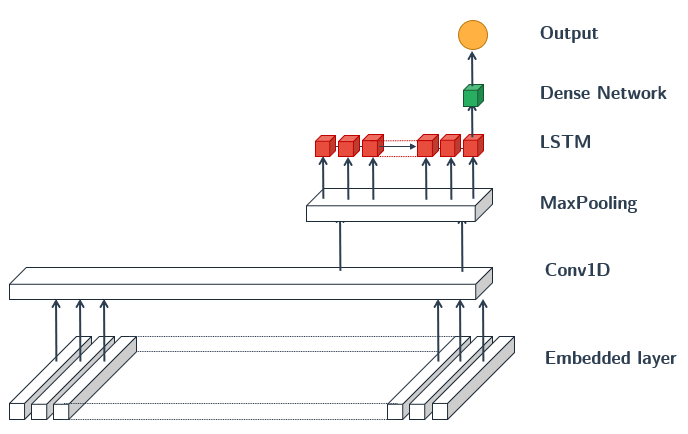 Output
Dense Network
LSTM
MaxPooling
Conv1D
Embedded layer